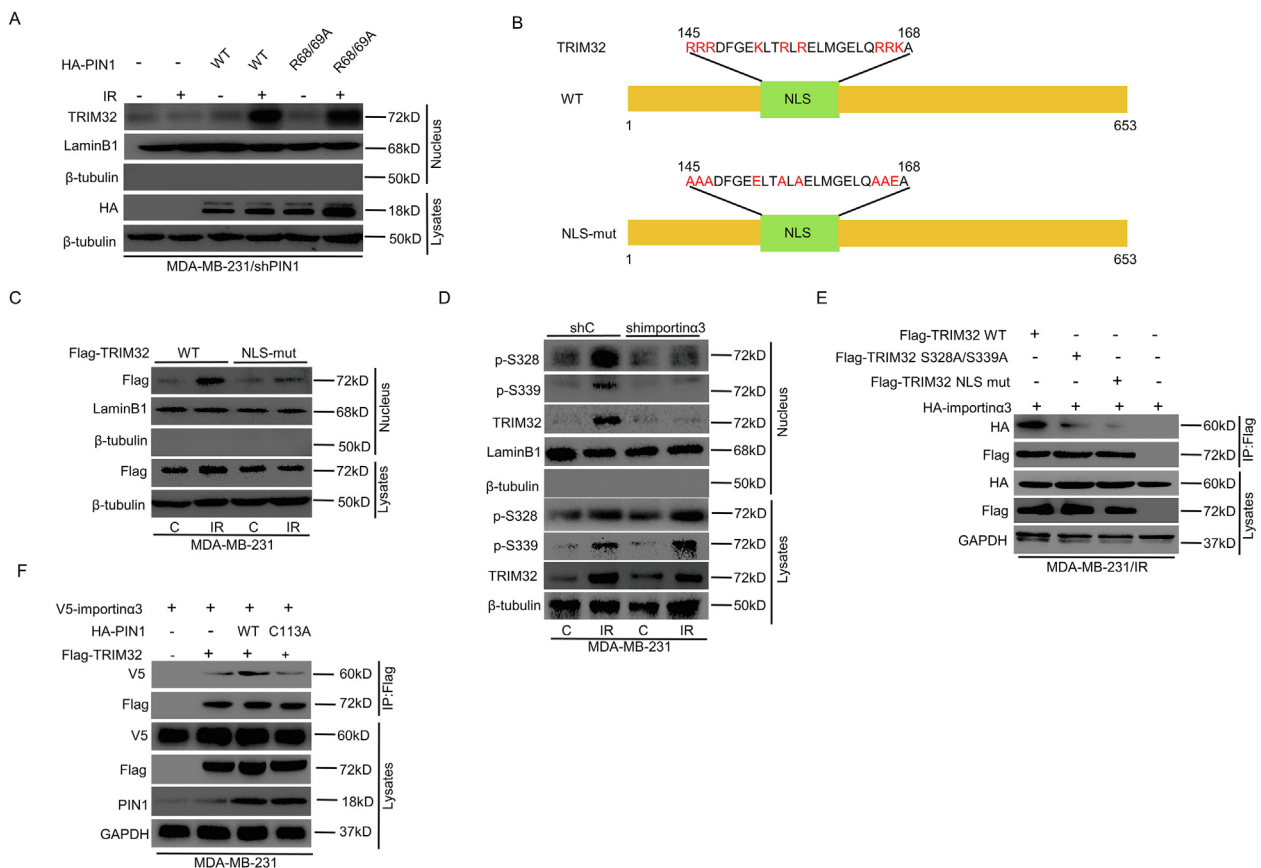 A
HA-PIN1 - - WT WT R68/69A R68/69A
IR - + - + - +
TRIM32 72kD
LaminB1 68kD
β-tubulin 50kD
Nucleus
HA 18kD
β-tubulin 50kD
Lysates
MDA-MB-231/shPIN1
B
145 168
TRIM32 RRRDFGEKLTRLRELMGELQRRKA
WT NLS
1 653
145 168
AAADFGEELTALAELMGELQAAEA
NLS-mut NLS
1 653
C
Flag-TRIM32 WT NLS-mut
Flag 72kD
LaminB1 68kD
β-tubulin 50kD
Nucleus
Flag 72kD
β-tubulin 50kD
Lysates
C IR C IR
MDA-MB-231
D
shC shimportinα3
p-S328 72kD
p-S339 72kD
TRIM32 72kD
LaminB1 68kD
β-tubulin 50kD
Nucleus
p-S328 72kD
p-S339 72kD
TRIM32 72kD
β-tubulin 50kD
Lysates
C IR C IR
MDA-MB-231
E
Flag-TRIM32 WT + - - -
Flag-TRIM32 S328A/S339A - + - -
Flag-TRIM32 NLS mut - - + -
HA-importinα3 + + + +
HA 60kD
Flag 72kD
IP:Flag
HA 60kD
Flag 72kD
GAPDH 37kD
Lysates
MDA-MB-231/IR
F
V5-importinα3 + + + +
HA-PIN1 - - WT C113A
Flag-TRIM32 - + + +
V5 60kD
Flag 72kD
IP:Flag
V5 60kD
Flag 72kD
PIN1 18kD
GAPDH 37kD
Lysates
MDA-MB-231